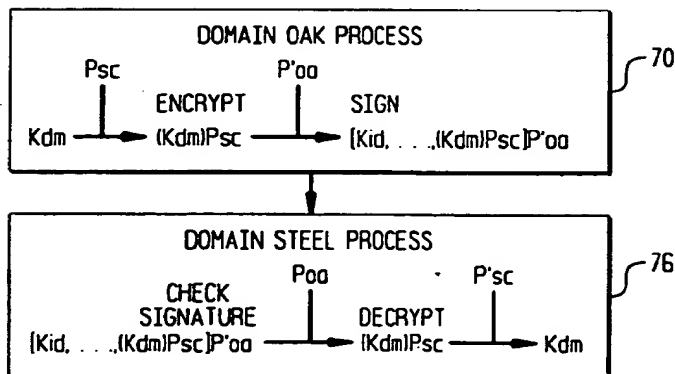 DOMAIN OAK PROCESS
70
Psc
P'oa
ENCRYPT
SIGN
Kdm
(Kdm)Psc
[Kid, . . .,(Kdm)Psc]P'oa
DOMAIN STEEL PROCESS
76
Poa
P'sc
CHECK
SIGNATURE
DECRYPT
[Kid, . . .,(Kdm)Psc]P'oa
(Kdm)Psc
Kdm